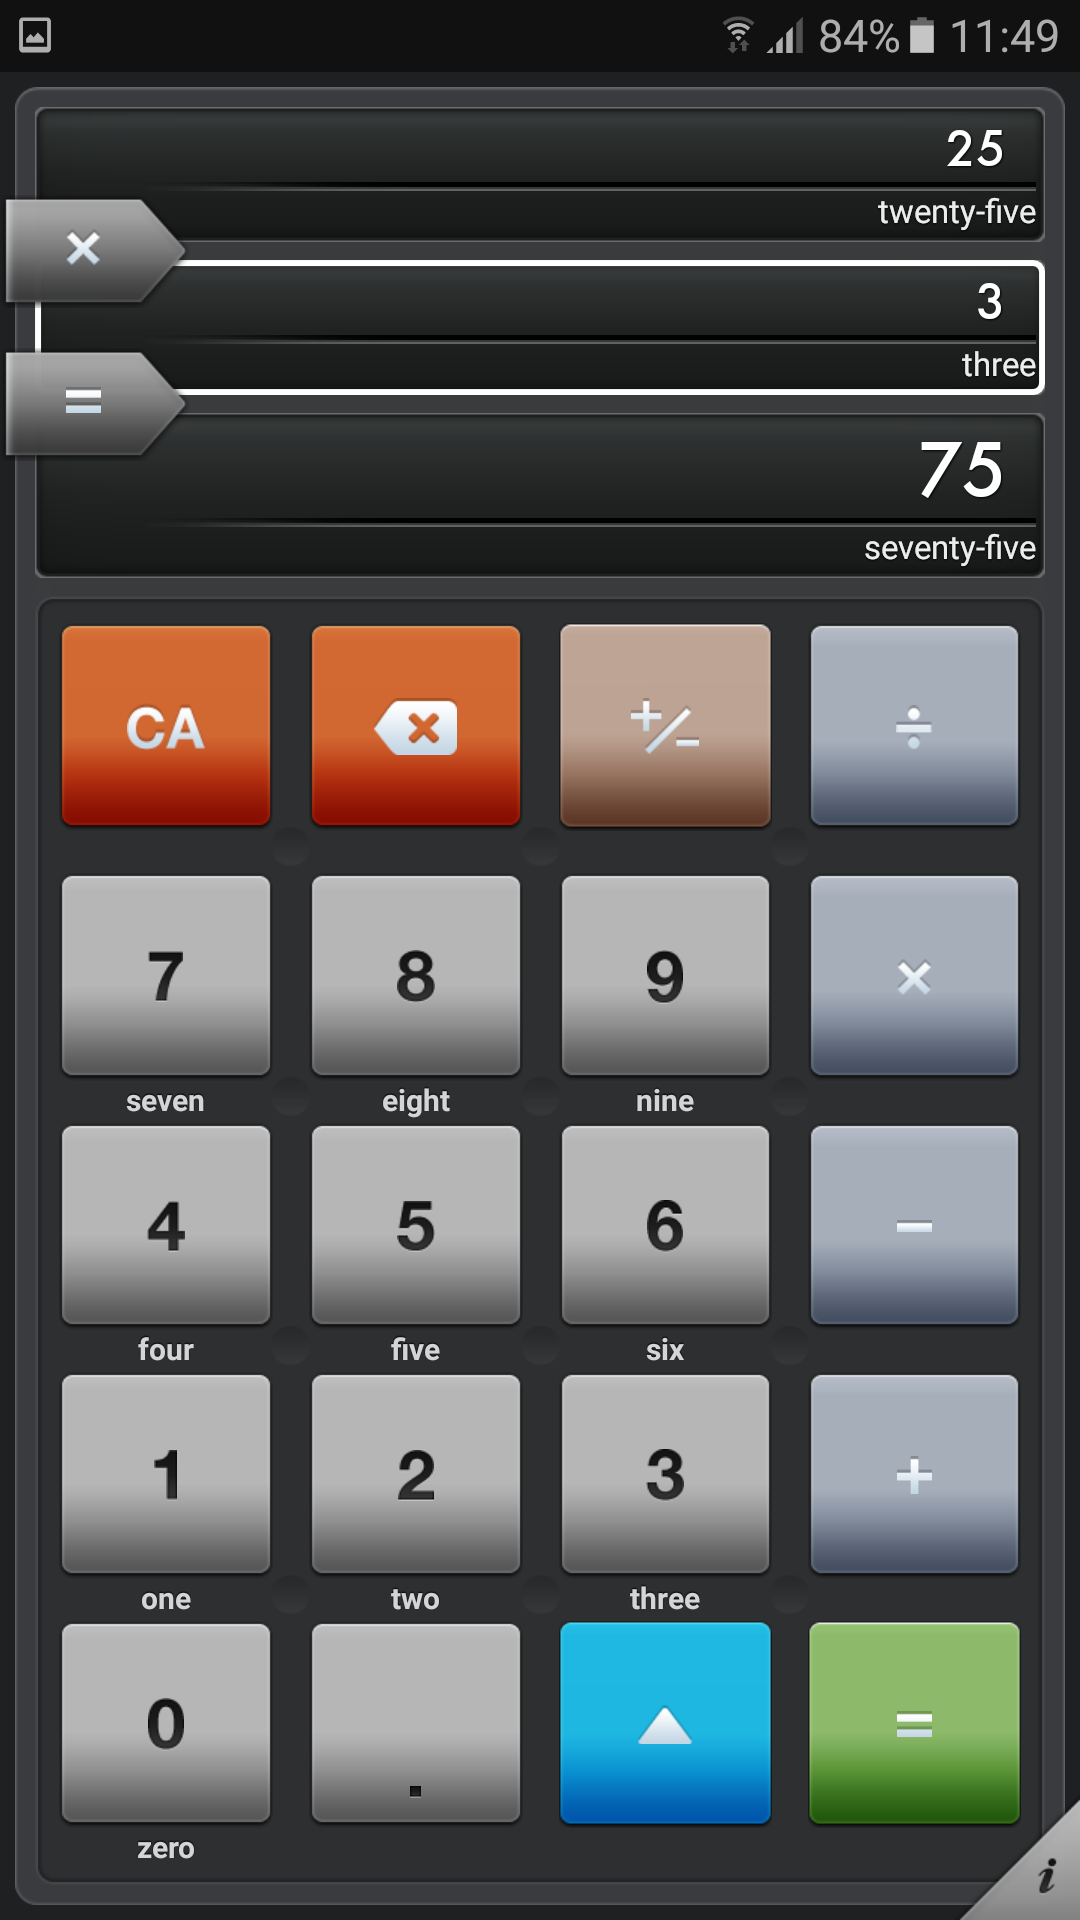 84% 11:49
25
twenty-five
×
3
three
=
75
seventy-five
CA × +/− ÷
7 8 9 ×
seven eight nine
4 5 6 −
four five six
1 2 3 +
one two three
0 . =
zero
i